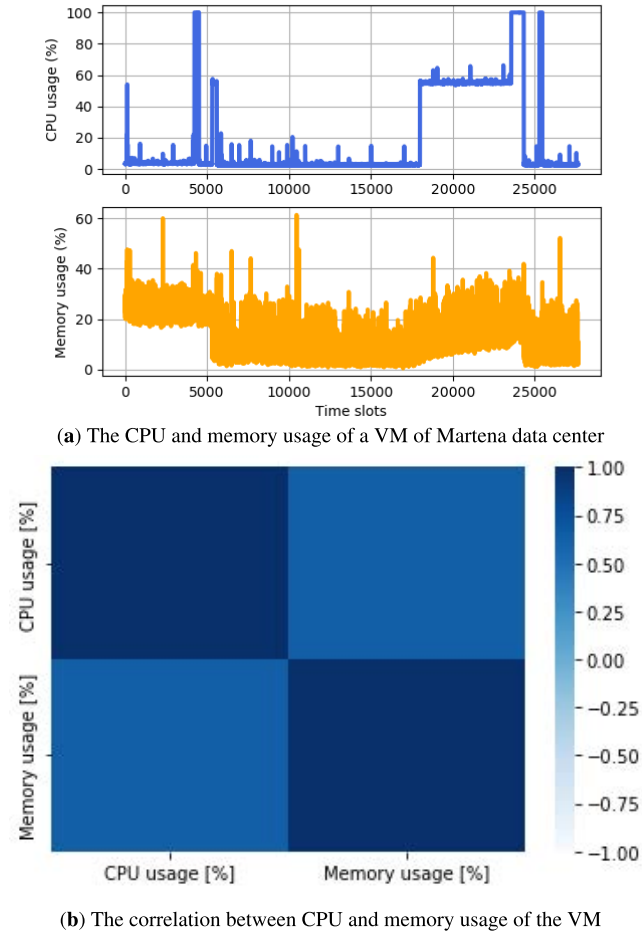 100
80
60
40
20
0
CPU usage (%)
0 5000 10000 15000 20000 25000
60
40
20
0
Memory usage (%)
0 5000 10000 15000 20000 25000
Time slots
(a) The CPU and memory usage of a VM of Martena data center
CPU usage [%]
Memory usage [%]
CPU usage [%] Memory usage [%]
1.00
0.75
0.50
0.25
0.00
−0.25
−0.50
−0.75
−1.00
(b) The correlation between CPU and memory usage of the VM